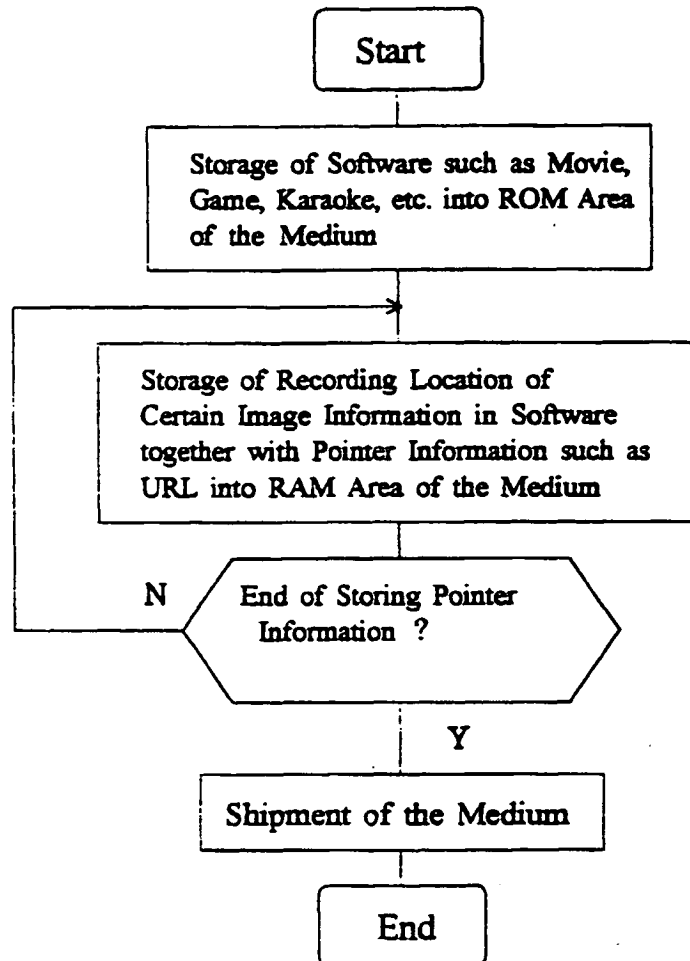 Start
Storage of Software such as Movie,
Game, Karaoke, etc. into ROM Area
of the Medium
Storage of Recording Location of
Certain Image Information in Software
together with Pointer Information such as
URL into RAM Area of the Medium
N
End of Storing Pointer
Information ?
Y
Shipment of the Medium
End